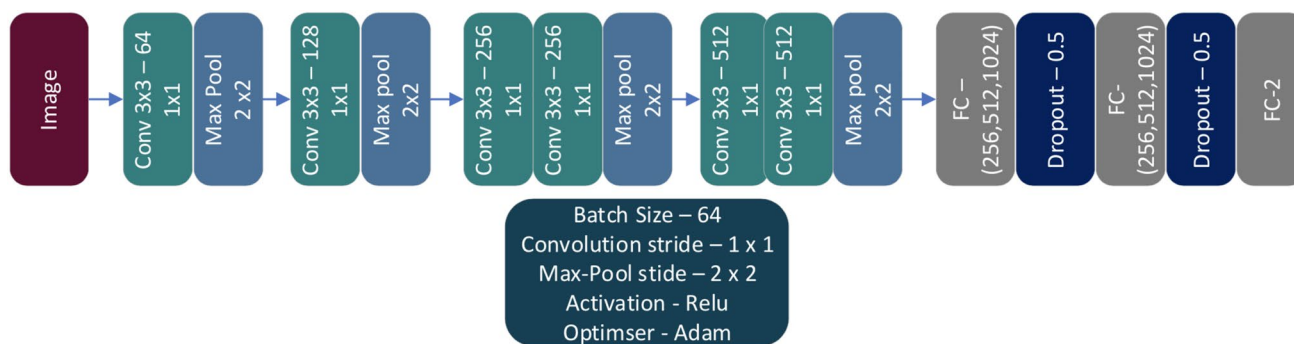 Image
Conv 3x3 – 64
1x1
Max Pool
2 x2
Conv 3x3 – 128
1x1
Max pool
2x2
Conv 3x3 – 256
1x1
Conv 3x3 – 256
1x1
Max pool
2x2
Conv 3x3 – 512
1x1
Conv 3x3 – 512
1x1
Max pool
2x2
FC –
(256,512,1024)
Dropout – 0.5
FC-
(256,512,1024)
Dropout – 0.5
FC-2
Batch Size – 64
Convolution stride – 1 x 1
Max-Pool stide – 2 x 2
Activation - Relu
Optimser - Adam